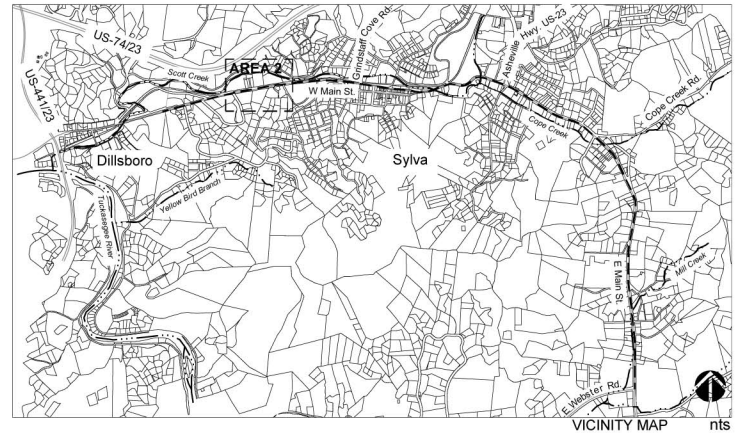 US-74/23
US-441/23
Scott Creek
AREA 2
Grindstaff Cove Rd.
Asheville Hwy. US-23
W Main St.
Cope Creek
Cope Creek Rd.
Dillsboro
Sylva
Yellow Bird Branch
Tuckasegee River
E Main St.
Mill Creek
E Webster Rd.
VICINITY MAP nts